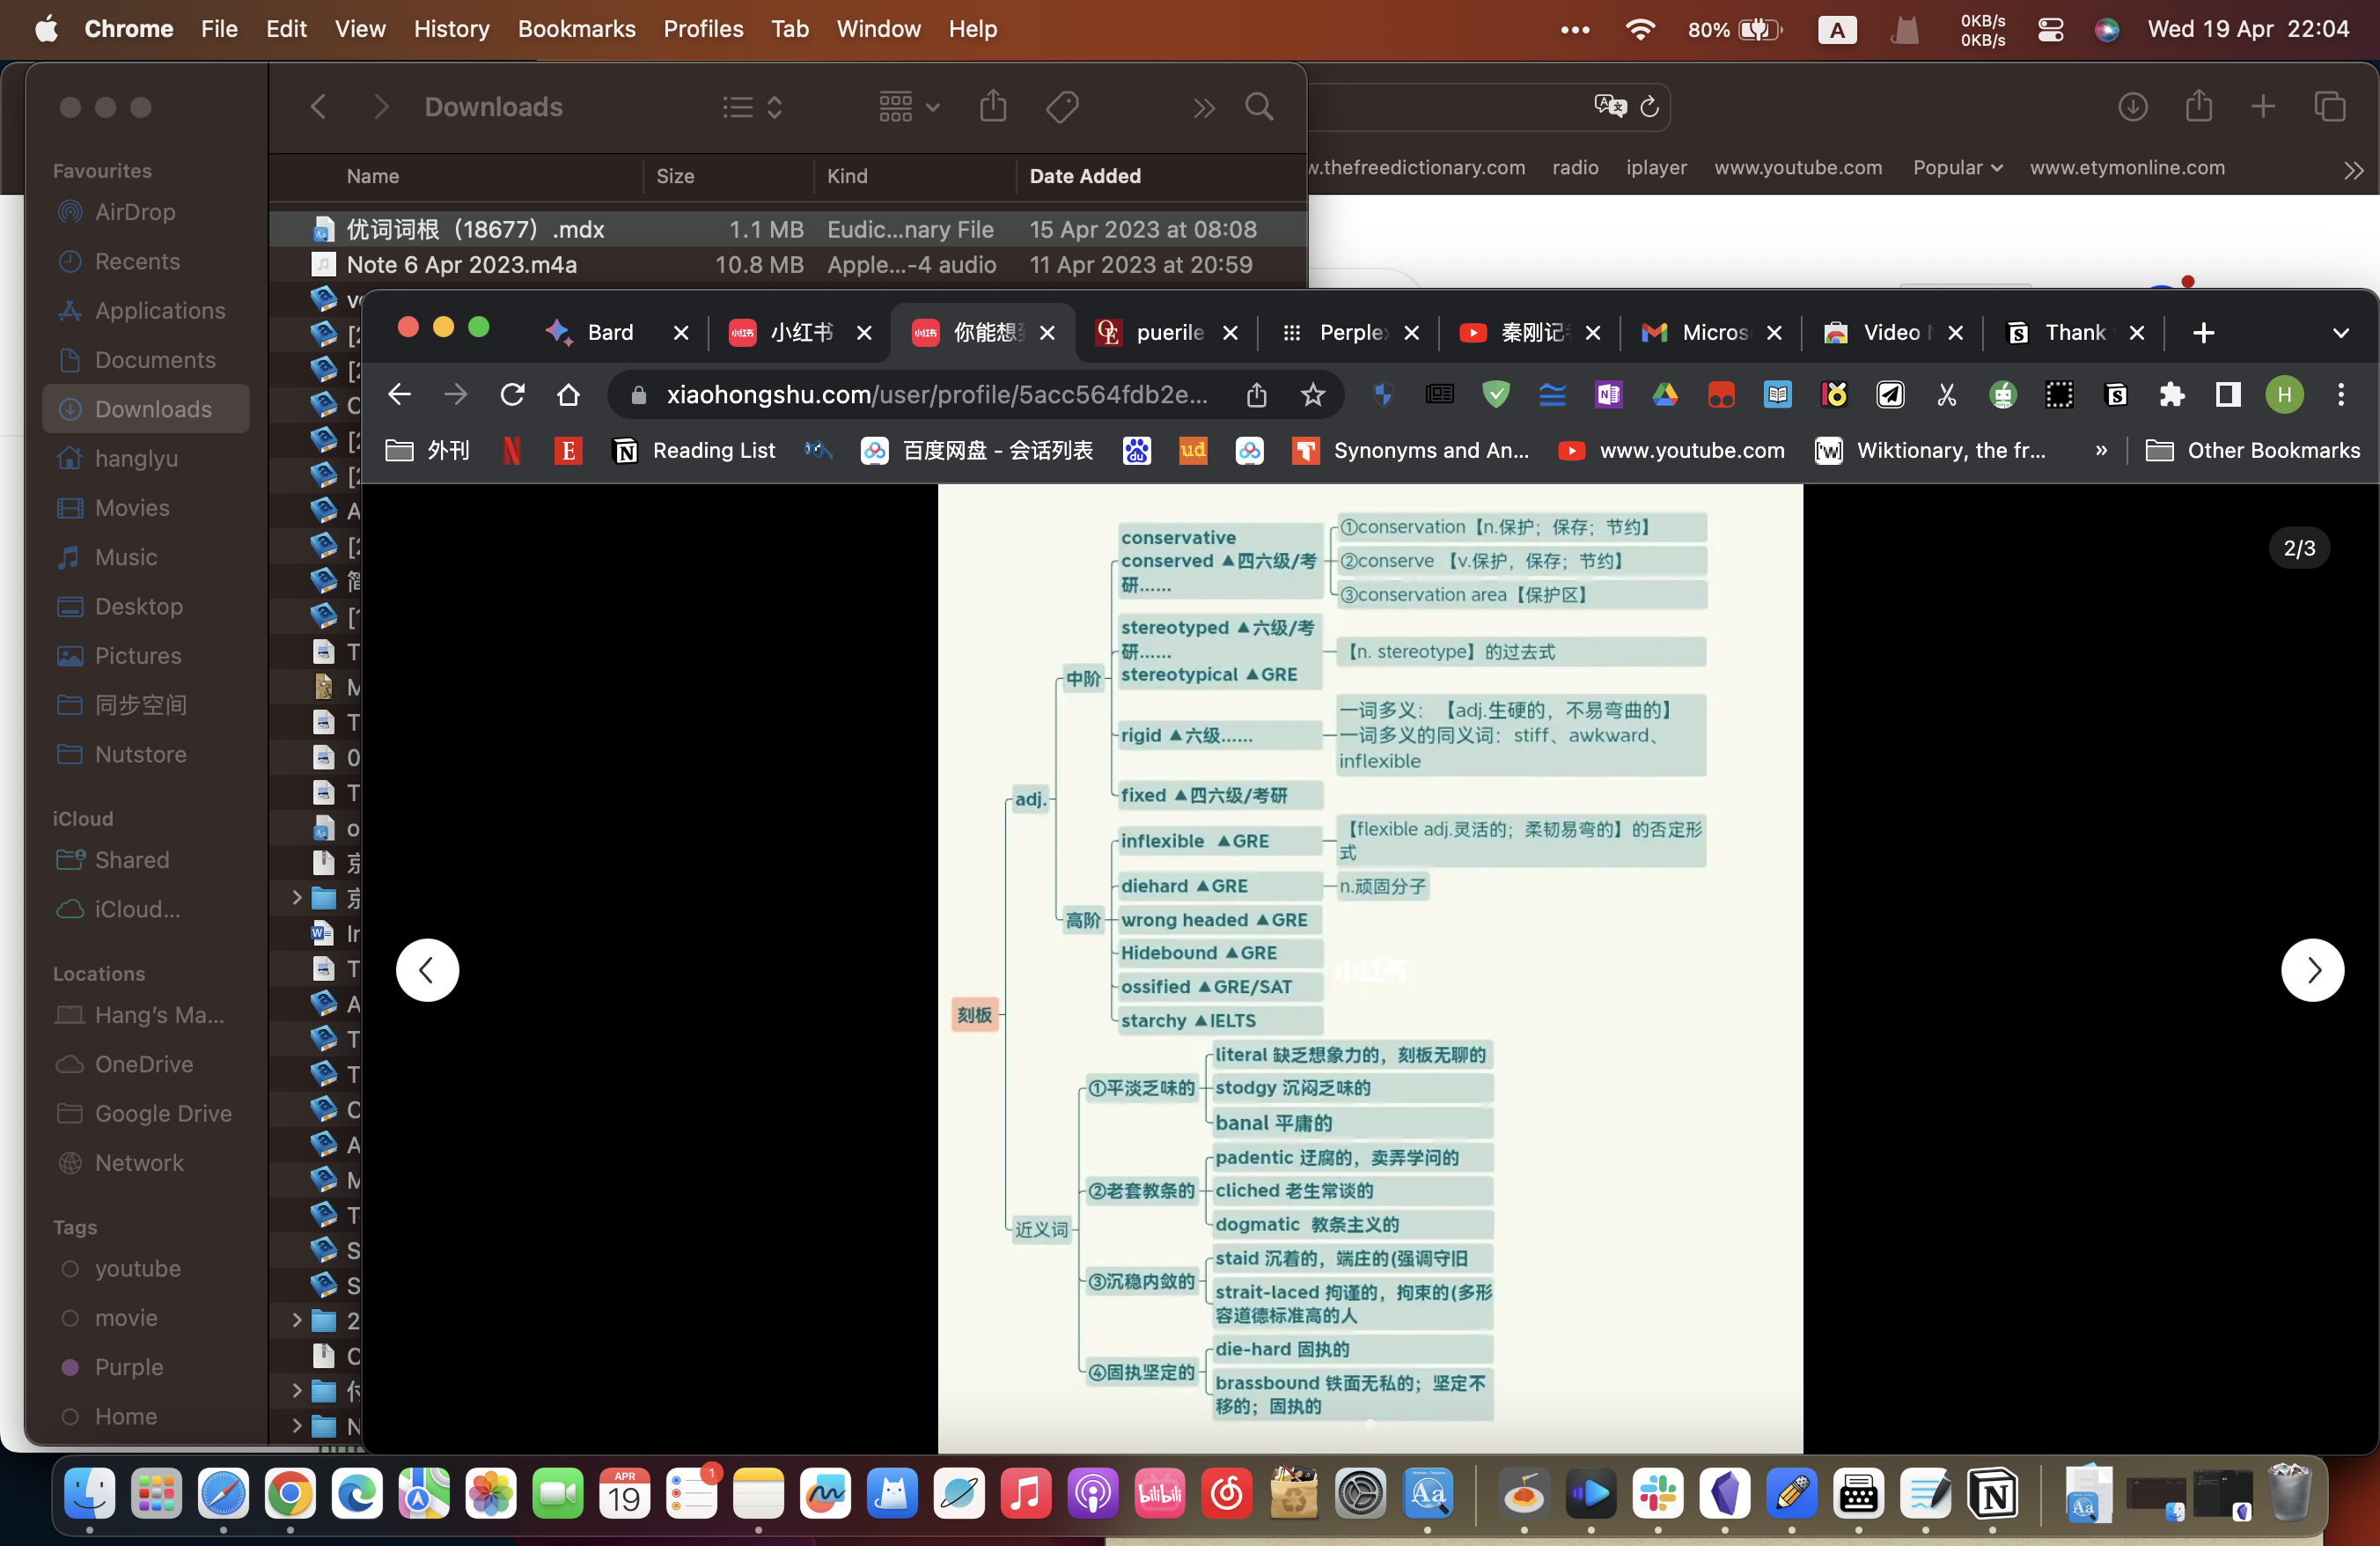 Chrome File Edit View History Bookmarks Profiles Tab Window Help
80%
A
0KB/s
0KB/s
Wed 19 Apr 22:04
Downloads
Favourites
AirDrop
Recents
Applications
Documents
Downloads
hanglyu
Movies
Music
Desktop
Pictures
同步空间
Nutstore
iCloud
Shared
iCloud...
Locations
Hang's Ma...
OneDrive
Google Drive
Network
Tags
youtube
movie
Purple
Home
Name Size Kind Date Added
优词词根（18677）.mdx 1.1 MB Eudic...nary File 15 Apr 2023 at 08:08
Note 6 Apr 2023.m4a 10.8 MB Apple...-4 audio 11 Apr 2023 at 20:59
w.thefreedictionary.com radio iplayer www.youtube.com Popular www.etymonline.com
Bard 小红书 你能想 puerile Perple 秦刚记 Micros Video Thank
xiaohongshu.com/user/profile/5acc564fdb2e...
H
外刊 Reading List 百度网盘 - 会话列表 Synonyms and An... www.youtube.com Wiktionary, the fr... » Other Bookmarks
2/3
刻板
adj.
中阶
conservative
conserved ▲四六级/考
研......
①conservation【n.保护；保存；节约】
②conserve 【v.保护，保存；节约】
③conservation area【保护区】
stereotyped ▲六级/考
研......
stereotypical ▲GRE
【n. stereotype】的过去式
rigid ▲六级......
一词多义：【adj.生硬的，不易弯曲的】
一词多义的同义词：stiff、awkward、
inflexible
fixed ▲四六级/考研
高阶
inflexible ▲GRE
【flexible adj.灵活的；柔韧易弯的】的否定形
式
diehard ▲GRE
n.顽固分子
wrong headed ▲GRE
Hidebound ▲GRE
ossified ▲GRE/SAT
starchy ▲IELTS
小红书
近义词
①平淡乏味的
literal 缺乏想象力的，刻板无聊的
stodgy 沉闷乏味的
banal 平庸的
②老套教条的
padentic 迂腐的，卖弄学问的
cliched 老生常谈的
dogmatic 教条主义的
③沉稳内敛的
staid 沉着的，端庄的(强调守旧
strait-laced 拘谨的，拘束的(多形
容道德标准高的人
④固执坚定的
die-hard 固执的
brassbound 铁面无私的；坚定不
移的；固执的
APR
19
1
bilibili
Aa